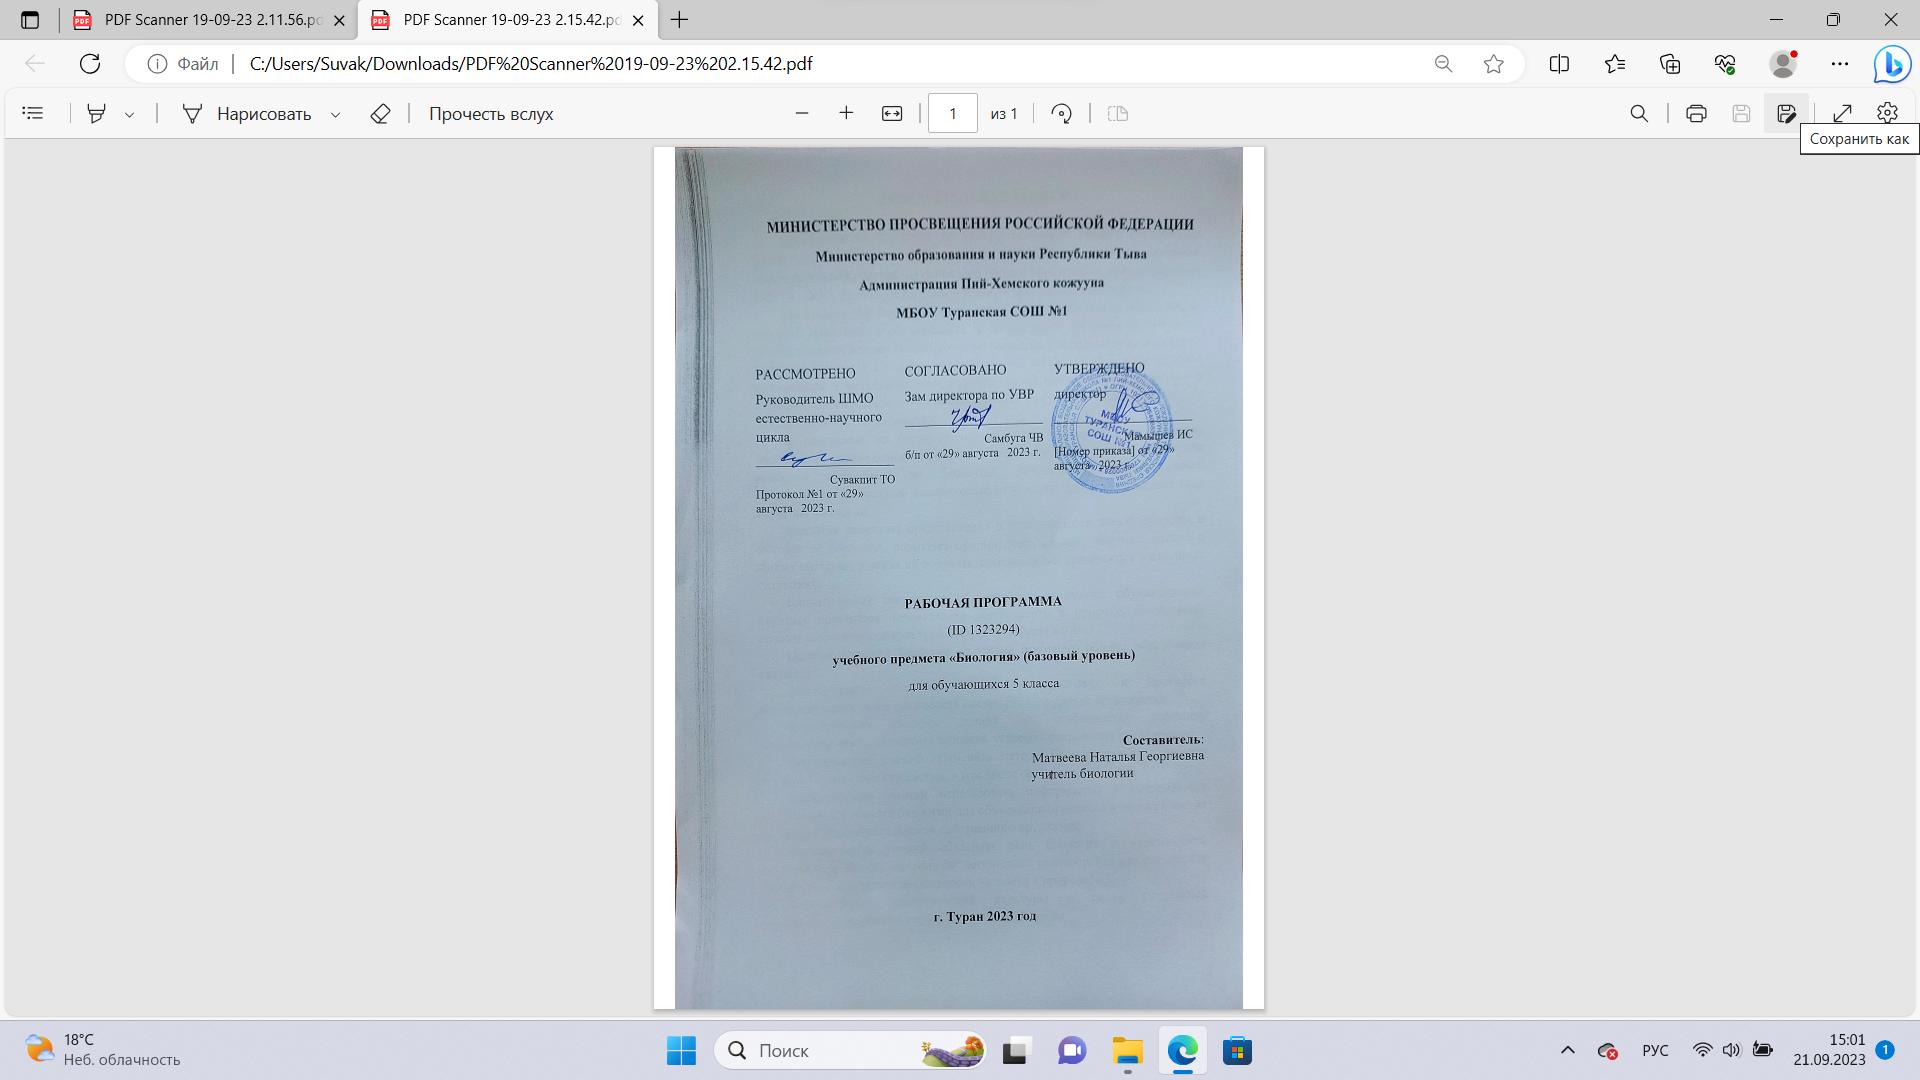 PDF Scanner 19-09-23 2.11.56.pd
PDF Scanner 19-09-23 2.15.42.pd
Файл
C:/Users/Suvak/Downloads/PDF%20Scanner%2019-09-23%202.15.42.pdf
Нарисовать
Прочесть вслух
1
из 1
Сохранить как
МИНИСТЕРСТВО ПРОСВЕЩЕНИЯ РОССИЙСКОЙ ФЕДЕРАЦИИ
Министерство образования и науки Республики Тыва
Администрация Пий-Хемского кожууна
МБОУ Туранская СОШ №1
РАССМОТРЕНО
Руководитель ШМО
естественно-научного
цикла
Сувакпит ТО
Протокол №1 от «29»
августа 2023 г.
СОГЛАСОВАНО
Зам директора по УВР
Самбуга ЧВ
б/п от «29» августа 2023 г.
УТВЕРЖДЕНО
директор
Мамышев ИС
[Номер приказа] от «29»
августа 2023 г.
МБОУ
ТУРАНСКАЯ
СОШ №1
РАБОЧАЯ ПРОГРАММА
(ID 1323294)
учебного предмета «Биология» (базовый уровень)
для обучающихся 5 класса
Составитель:
Матвеева Наталья Георгиевна
учитель биологии
г. Туран 2023 год
18°C
Неб. облачность
Поиск
РУС
15:01
21.09.2023
1